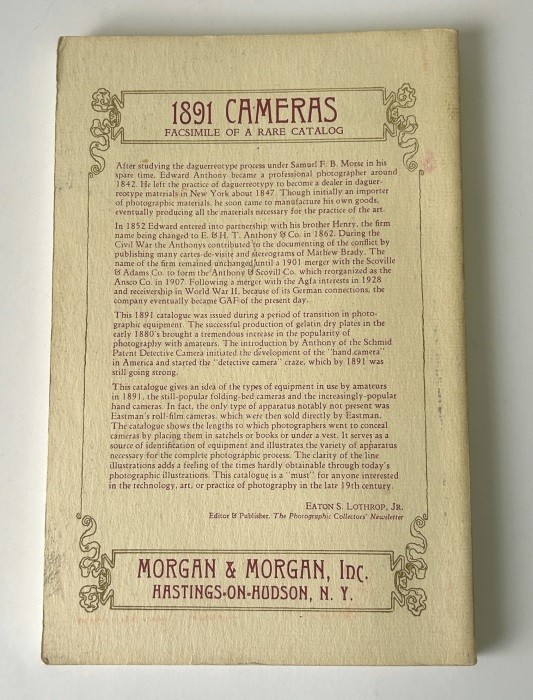 1891 CAMERAS
FACSIMILE OF A RARE CATALOG
After studying the daguerreotype process under Samuel F. B. Morse in his
spare time, Edward Anthony became a professional photographer around
1842. He left the practice of daguerreotypy to become a dealer in daguer-
reotype materials in New York about 1847. Though initially an importer
of photographic materials, he soon came to manufacture his own goods,
eventually producing all the materials necessary for the practice of the art.
In 1852 Edward entered into partnership with his brother Henry, the firm
name being changed to E. & H. T. Anthony & Co. in 1862. During the
Civil War the Anthonys contributed to the documenting of the conflict by
publishing many cartes-de-visite and stereograms of Mathew Brady. The
name of the firm remained unchanged until a 1901 merger with the Scoville
& Adams Co. to form the Anthony & Scovill Co. which reorganized as the
Ansco Co. in 1907. Following a merger with the Agfa interests in 1928
and receivership in World War II, because of its German connections, the
company eventually became GAF of the present day.
This 1891 catalogue was issued during a period of transition in photo-
graphic equipment. The successful production of gelatin dry plates in the
early 1880's brought a tremendous increase in the popularity of
photography with amateurs. The introduction by Anthony of the Schmid
Patent Detective Camera initiated the development of the "hand camera"
in America and started the "detective camera" craze, which by 1891 was
still going strong.
This catalogue gives an idea of the types of equipment in use by amateurs
in 1891, the still-popular folding-bed cameras and the increasingly-popular
hand cameras. In fact, the only type of apparatus notably not present was
Eastman's roll-film cameras, which were then sold directly by Eastman.
The catalogue shows the lengths to which photographers went to conceal
cameras by placing them in satchels or books or under a vest. It serves as a
source of identification of equipment and illustrates the variety of apparatus
necessary for the complete photographic process. The clarity of the line
illustrations adds a feeling of the times hardly obtainable through today's
photographic illustrations. This catalogue is a "must" for anyone interested
in the technology, art, or practice of photography in the late 19th century.
EATON S. LOTHROP, JR.
Editor & Publisher, The Photographic Collectors' Newsletter
MORGAN & MORGAN, Inc.
HASTINGS-ON-HUDSON, N. Y.